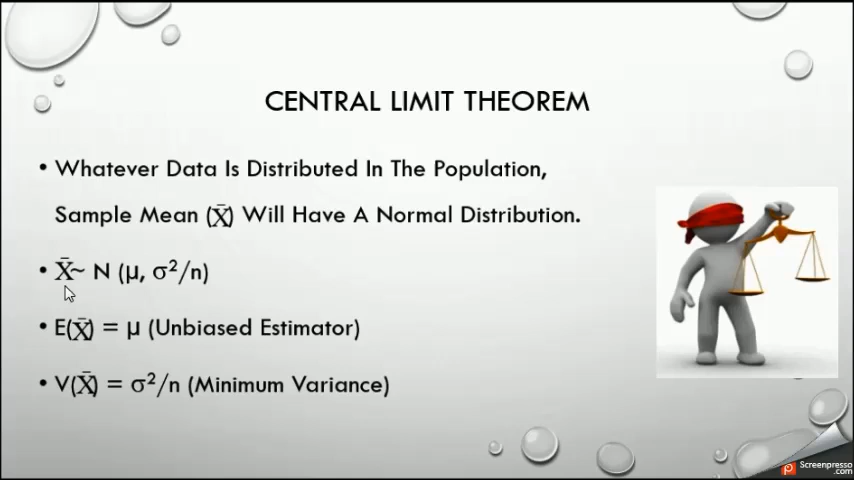 CENTRAL LIMIT THEOREM
• Whatever Data Is Distributed In The Population,
Sample Mean (X̄) Will Have A Normal Distribution.
• X̄~ N (μ, σ²/n)
• E(X̄) = μ (Unbiased Estimator)
• V(X̄) = σ²/n (Minimum Variance)
Screenpresso
.com